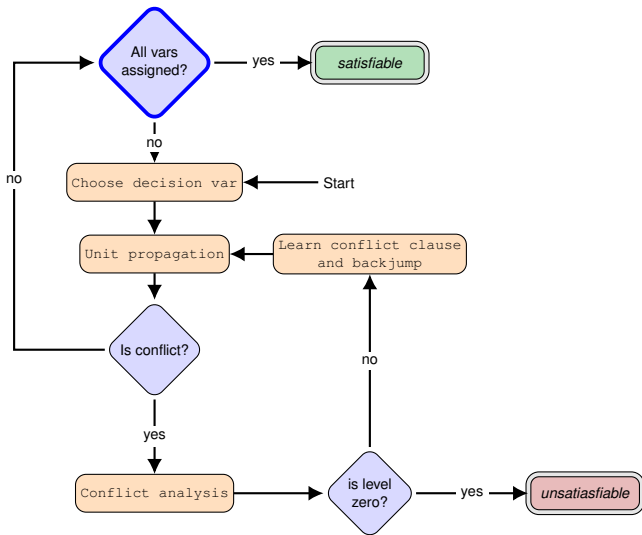 All vars
assigned?
yes
satisfiable
no
Choose decision var
Start
no
Unit propagation
Learn conflict clause
and backjump
Is conflict?
no
yes
Conflict analysis
is level
zero?
yes
unsatiasfiable